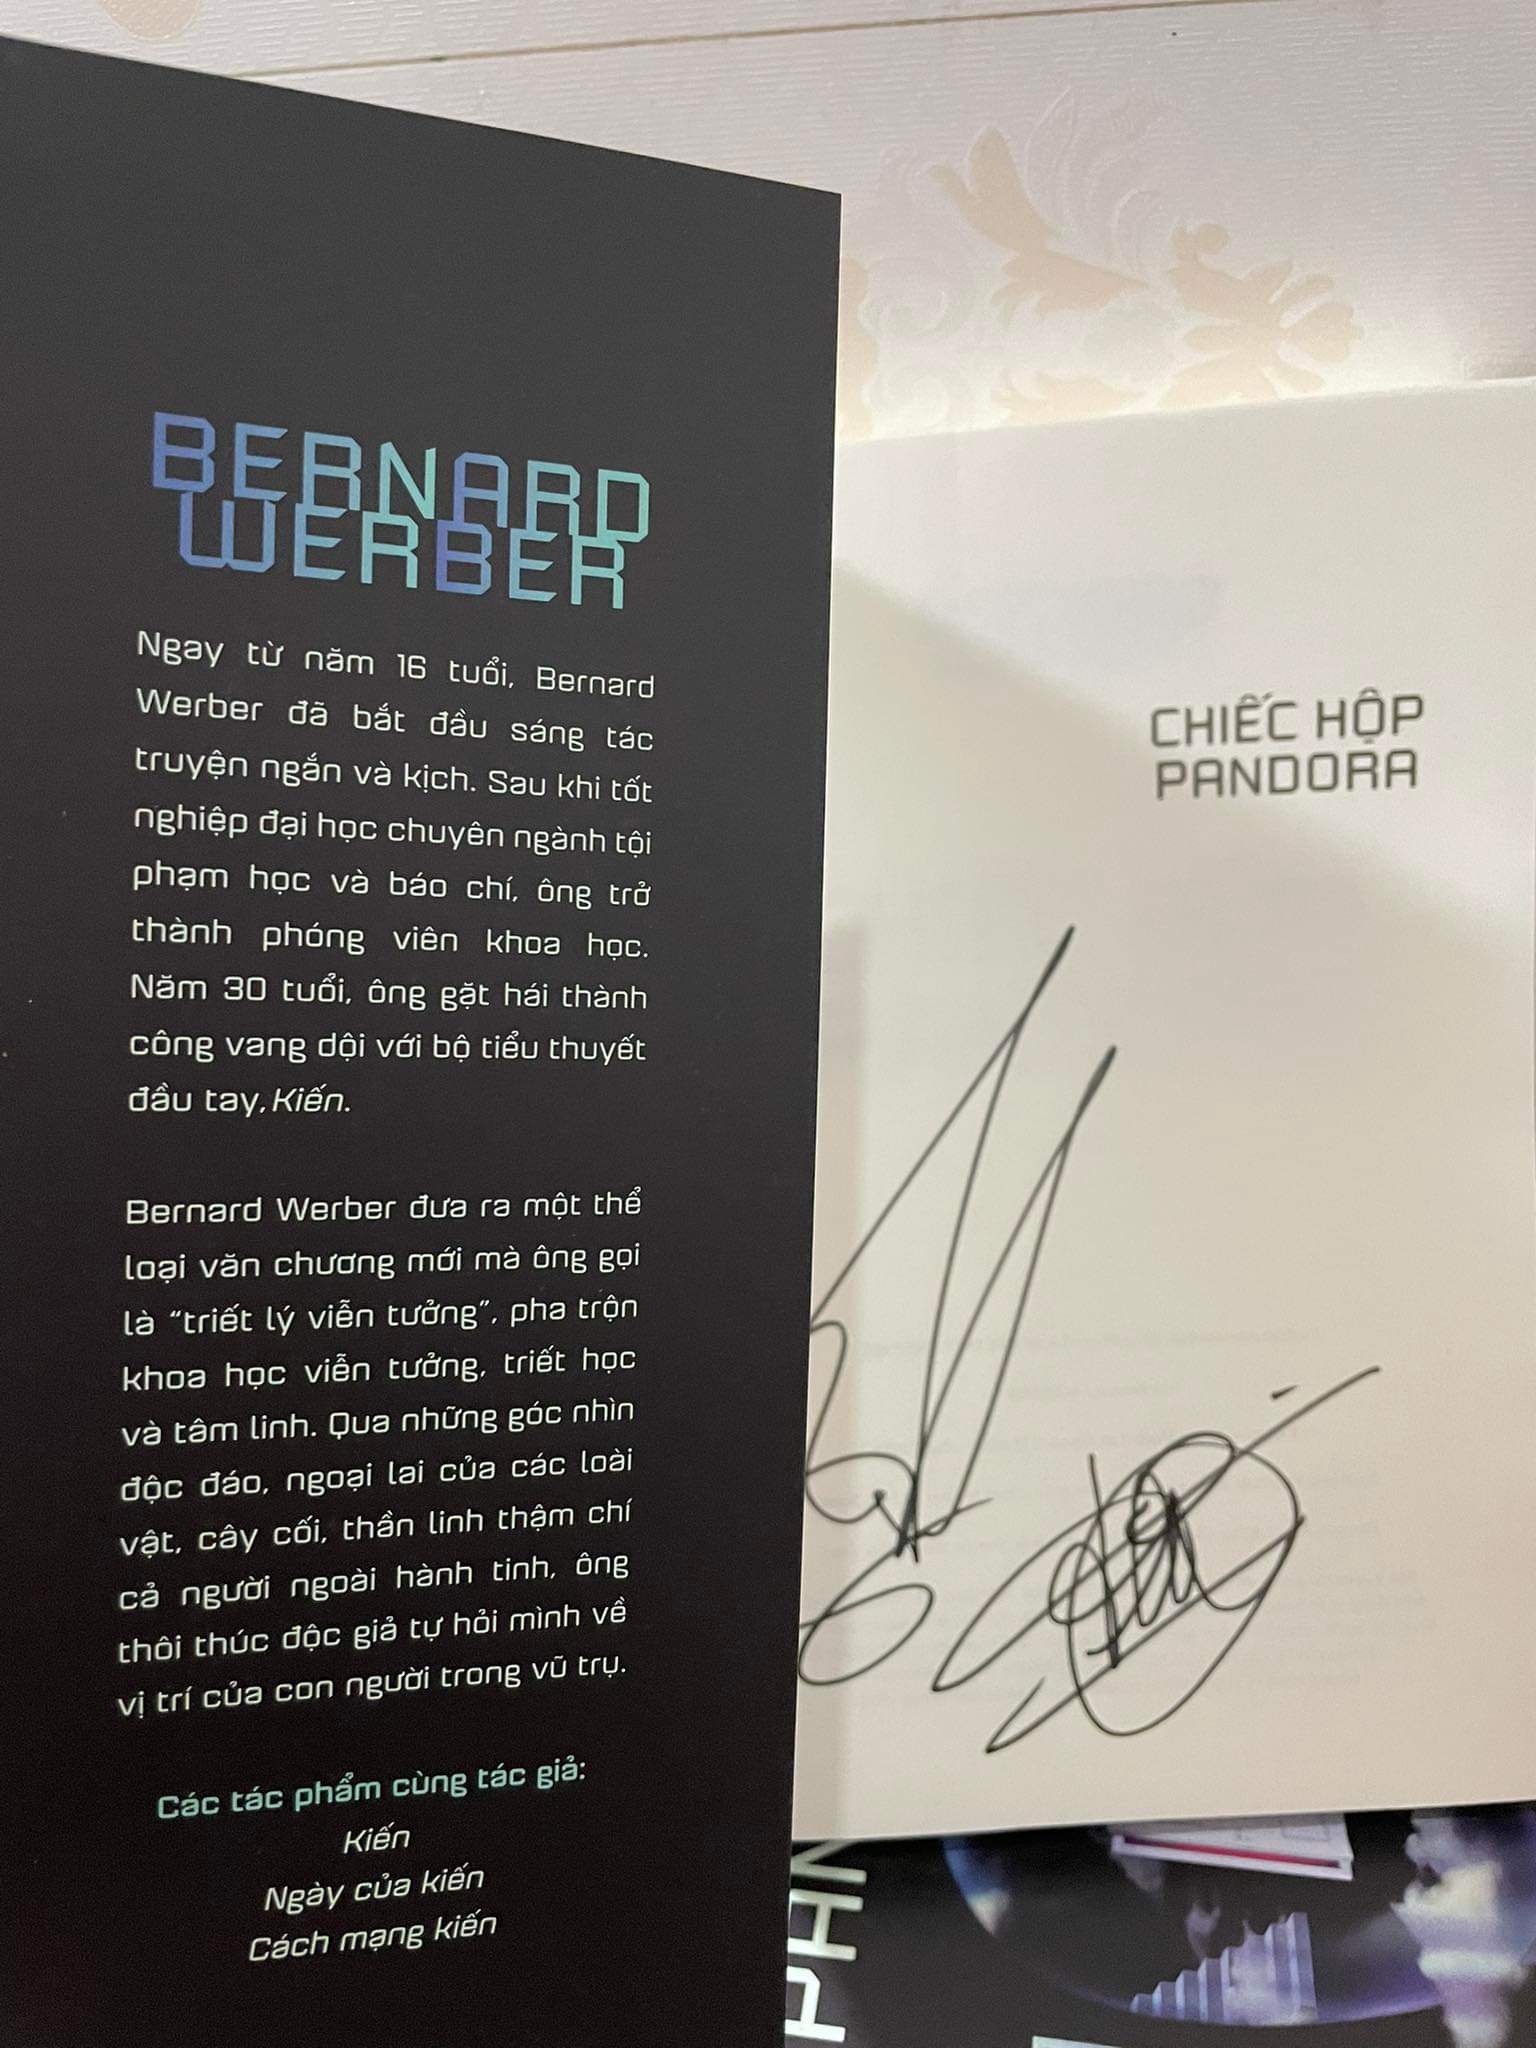 BERNARD
WERBER
Ngay từ năm 16 tuổi, Bernard
Werber đã bắt đầu sáng tác
truyện ngắn và kịch. Sau khi tốt
nghiệp đại học chuyên ngành tội
phạm học và báo chí, ông trở
thành phóng viên khoa học.
Năm 30 tuổi, ông gặt hái thành
công vang dội với bộ tiểu thuyết
đầu tay, Kiến.
Bernard Werber đưa ra một thể
loại văn chương mới mà ông gọi
là “triết lý viễn tưởng”, pha trộn
khoa học viễn tưởng, triết học
và tâm linh. Qua những góc nhìn
độc đáo, ngoại lai của các loài
vật, cây cối, thần linh thậm chí
cả người ngoài hành tinh, ông
thôi thúc độc giả tự hỏi mình về
vị trí của con người trong vũ trụ.
Các tác phẩm cùng tác giả:
Kiến
Ngày của kiến
Cách mạng kiến
CHIẾC HỘP
PANDORA